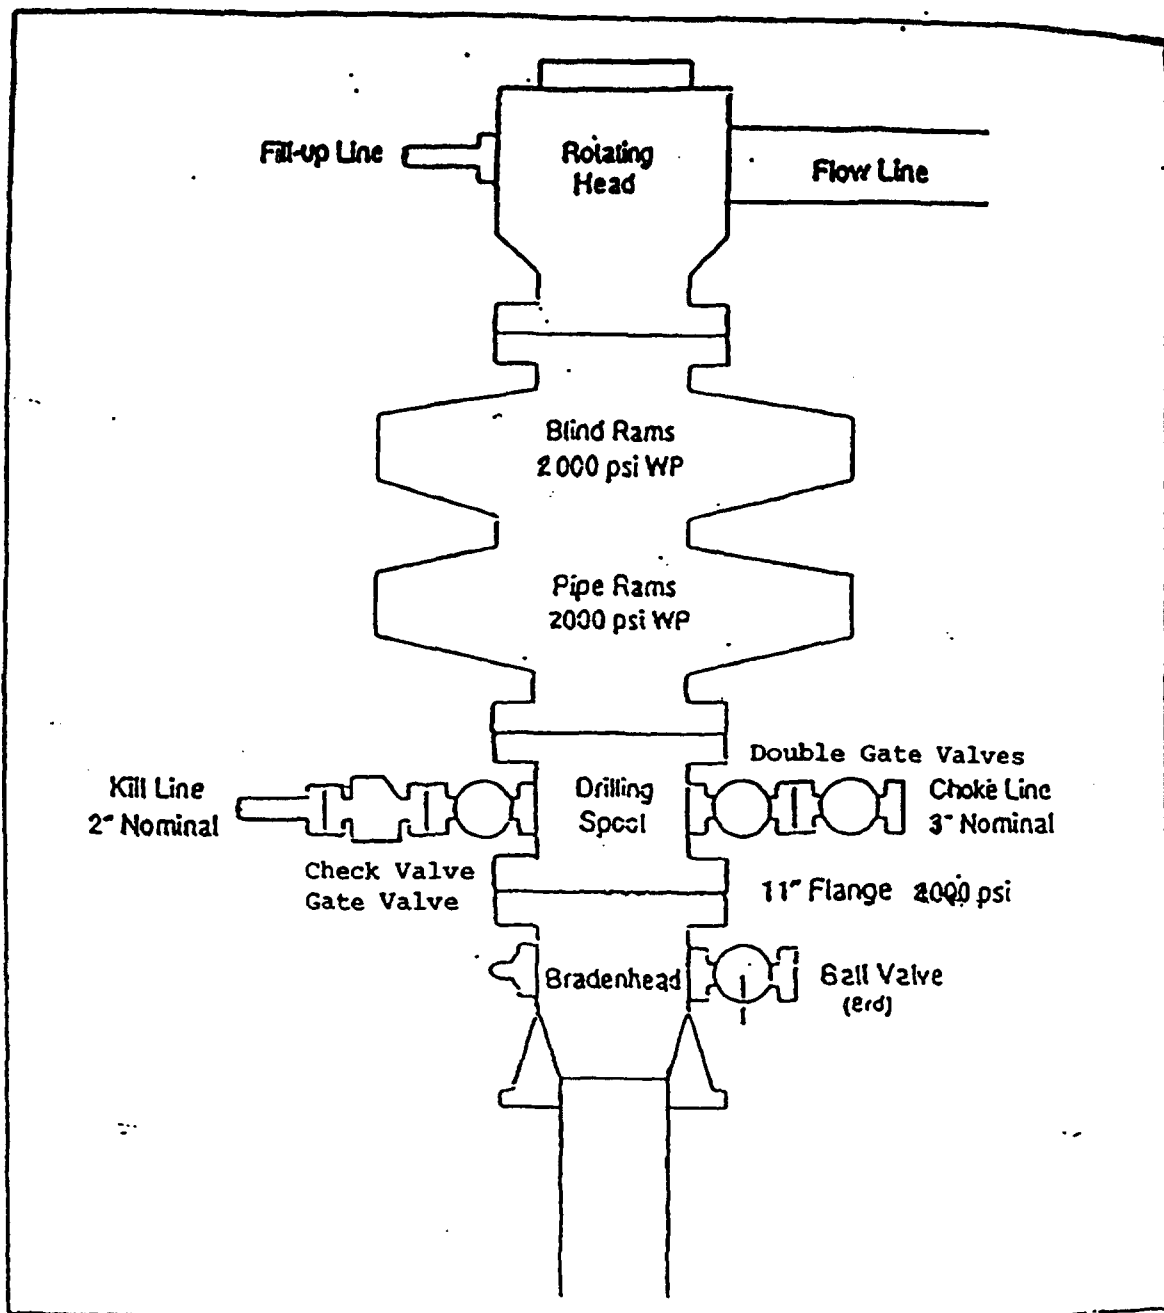 Fill-up Line
Rotating
Head
Flow Line
Blind Rams
2000 psi WP
Pipe Rams
2000 psi WP
Double Gate Valves
Kill Line
2" Nominal
Drilling
Spool
Choke Line
3" Nominal
Check Valve
Gate Valve
11" Flange 2000 psi
Bradenhead
Ball Valve